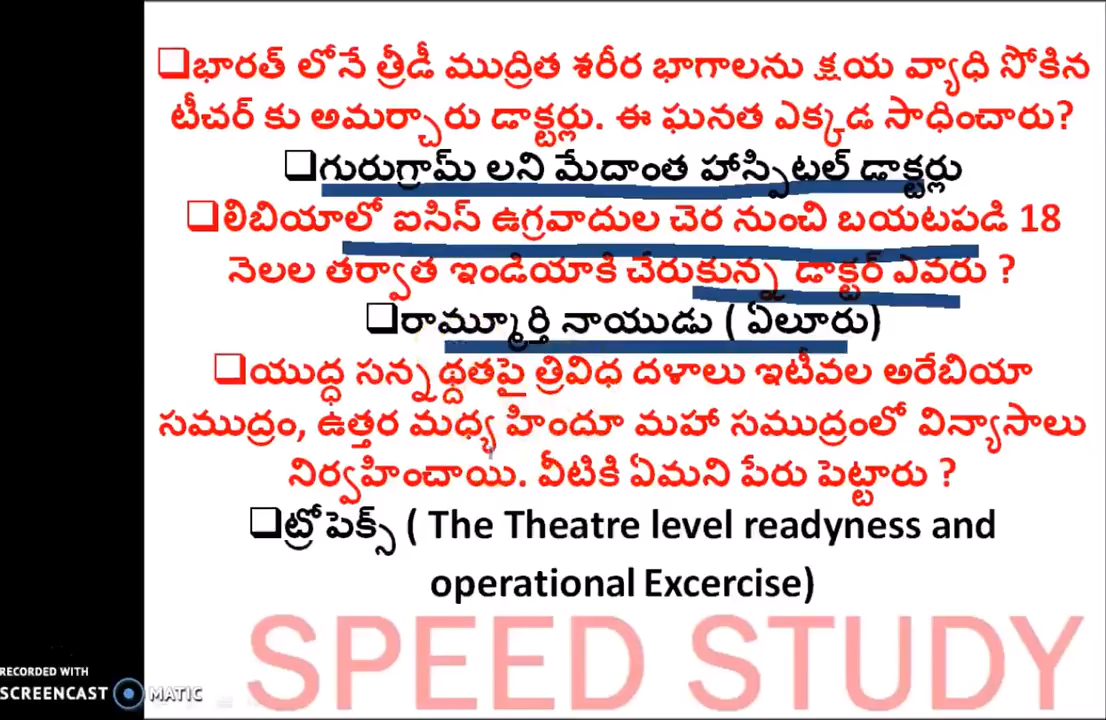 ❑భారత్ లోనే త్రీడీ ముద్రిత శరీర భాగాలను క్షయ వ్యాధి సోకిన
టీచర్ కు అమర్చారు డాక్టర్లు. ఈ ఘనత ఎక్కడ సాధించారు?
❑గురుగ్రామ్ లని మేదాంత హాస్పిటల్ డాక్టర్లు
❑లిబియాలో ఐసిస్ ఉగ్రవాదుల చెర నుంచి బయటపడి 18
నెలల తర్వాత ఇండియాకి చేరుకున్న డాక్టర్ ఎవరు ?
❑రామ్మూర్తి నాయుడు ( ఏలూరు)
❑యుద్ధ సన్నథ్దతపై త్రివిధ దళాలు ఇటీవల అరేబియా
సముద్రం, ఉత్తర మధ్య హిందూ మహా సముద్రంలో విన్యాసాలు
నిర్వహించాయి. వీటికి ఏమని పేరు పెట్టారు ?
❑ట్రోపెక్స్ ( The Theatre level readyness and
operational Excercise)
SPEED STUDY
RECORDED WITH
SCREENCAST MATIC